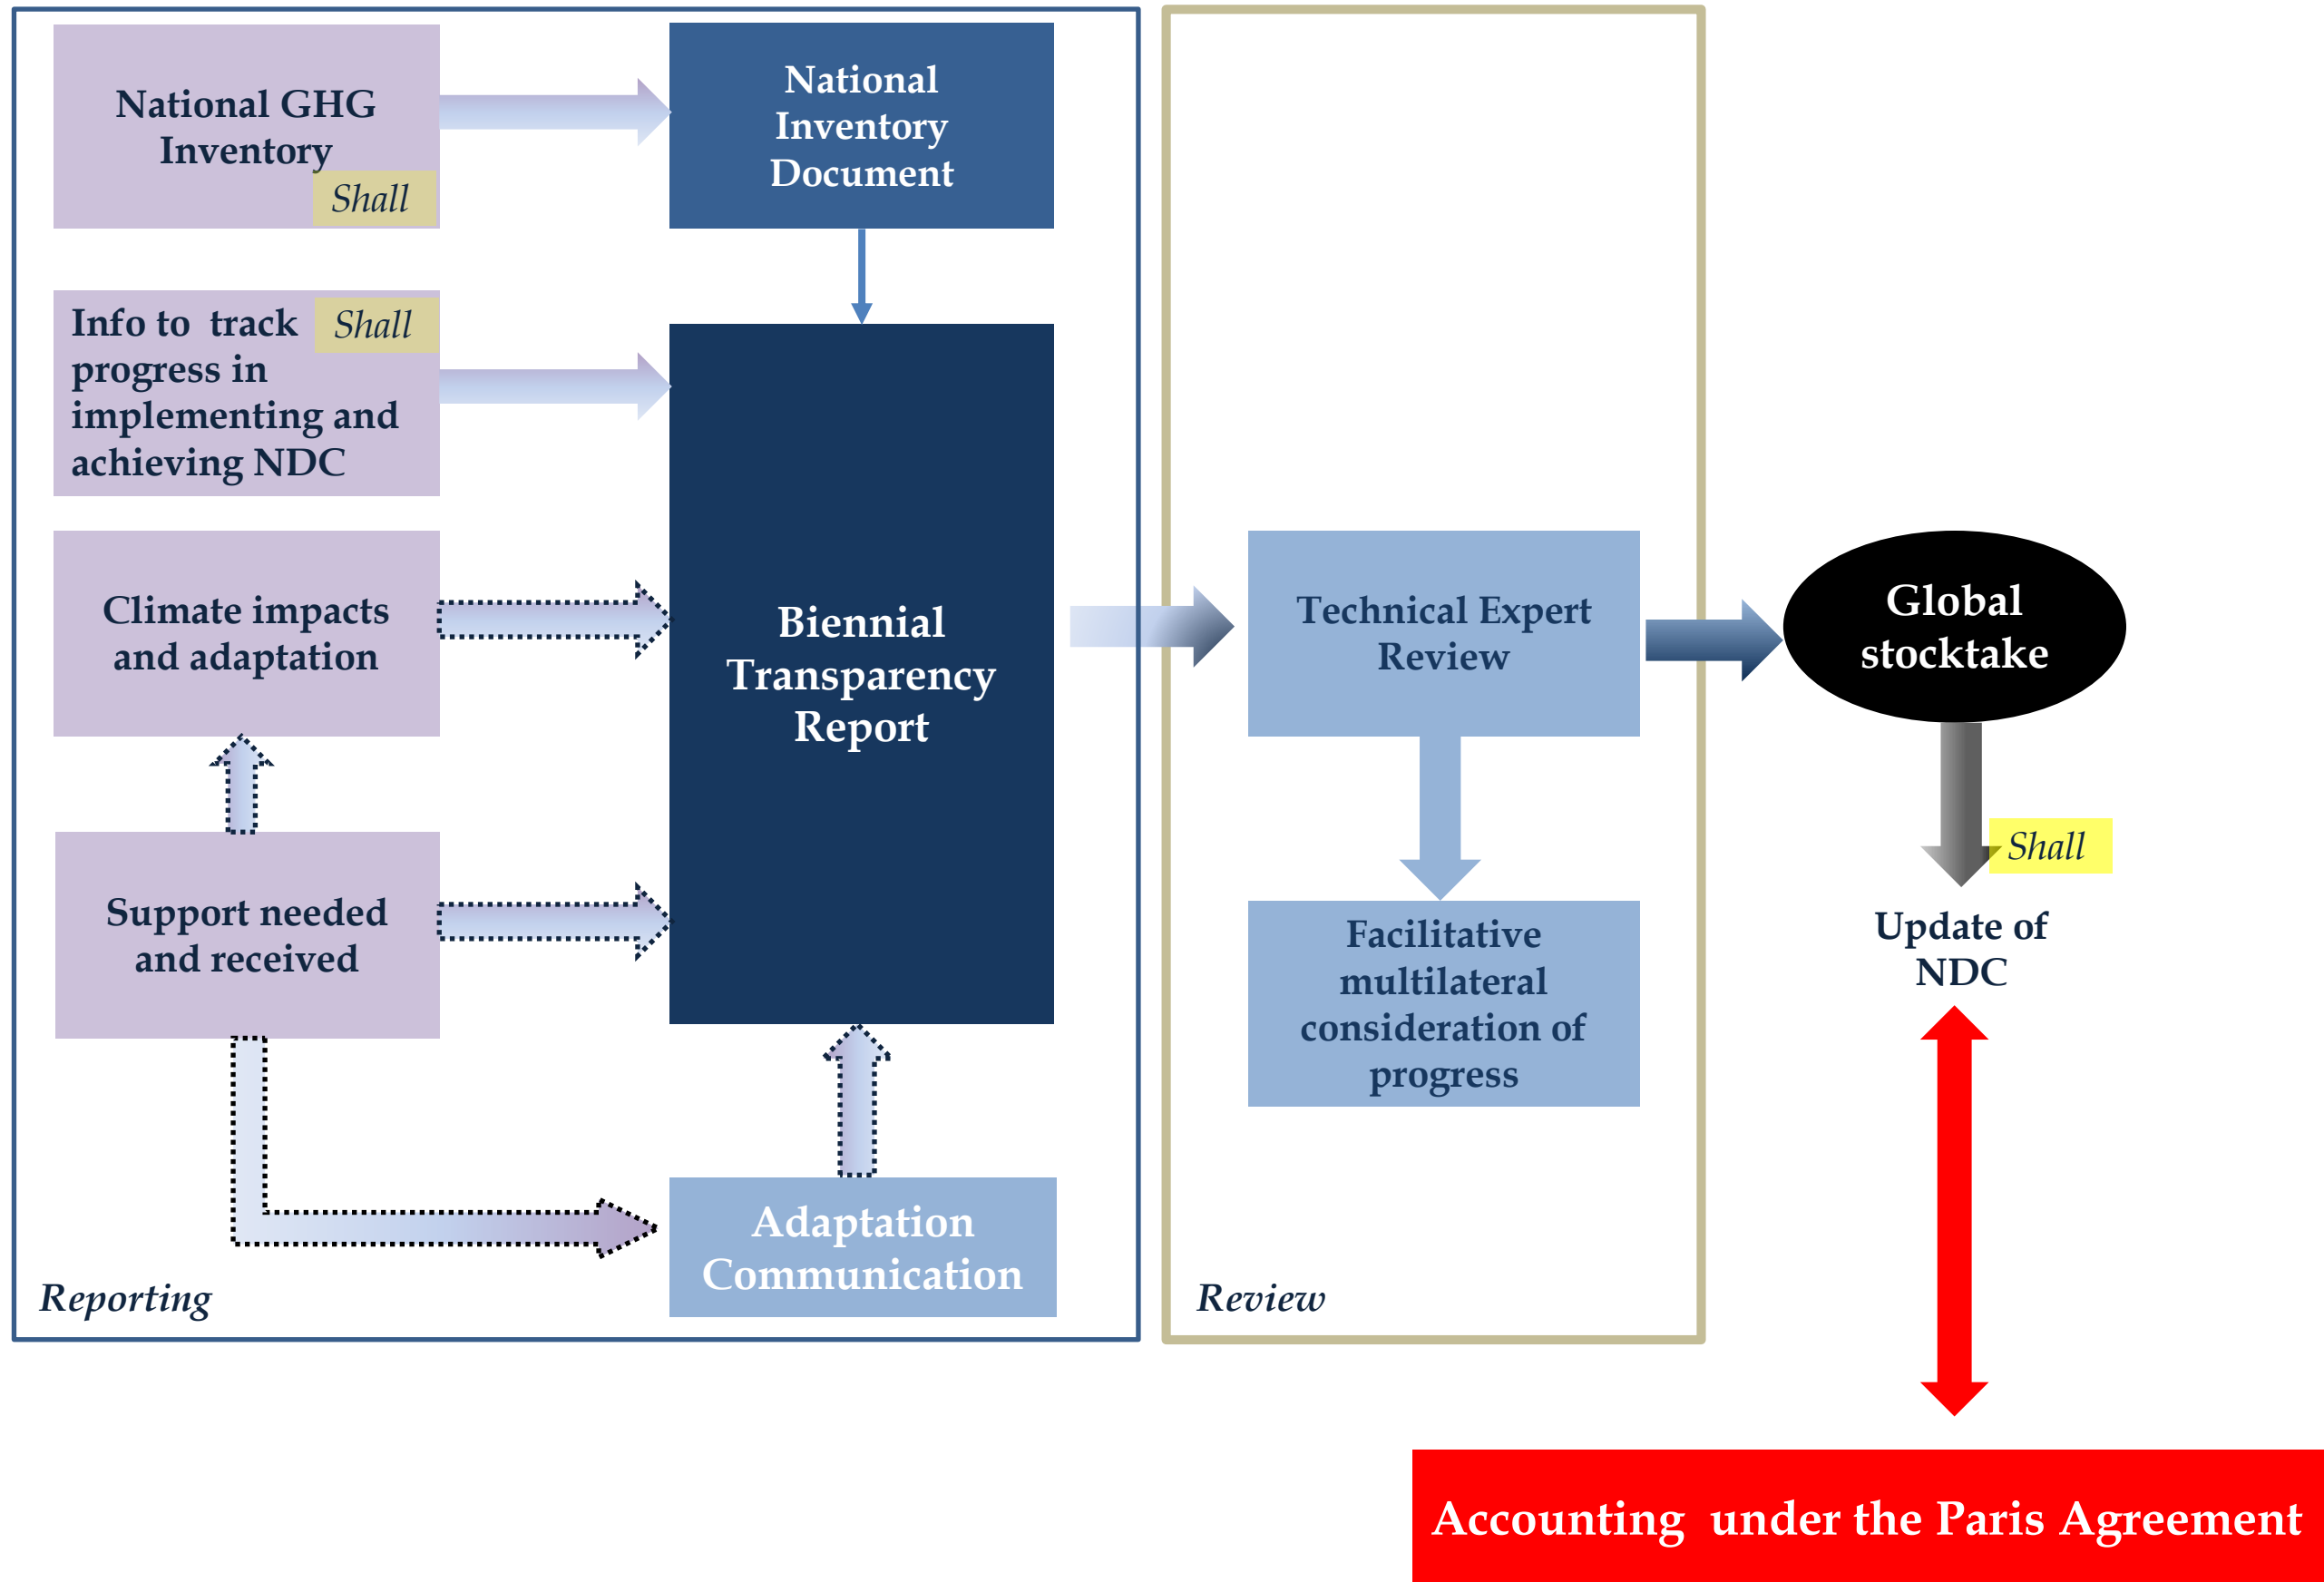 National GHG
Inventory
Shall
National
Inventory
Document
Info to track
Shall
progress in
implementing and
achieving NDC
Climate impacts
and adaptation
Support needed
and received
Biennial
Transparency
Report
Adaptation
Communication
Reporting
Technical Expert
Review
Facilitative
multilateral
consideration of
progress
Review
Global
stocktake
Shall
Update of
NDC
Accounting under the Paris Agreement